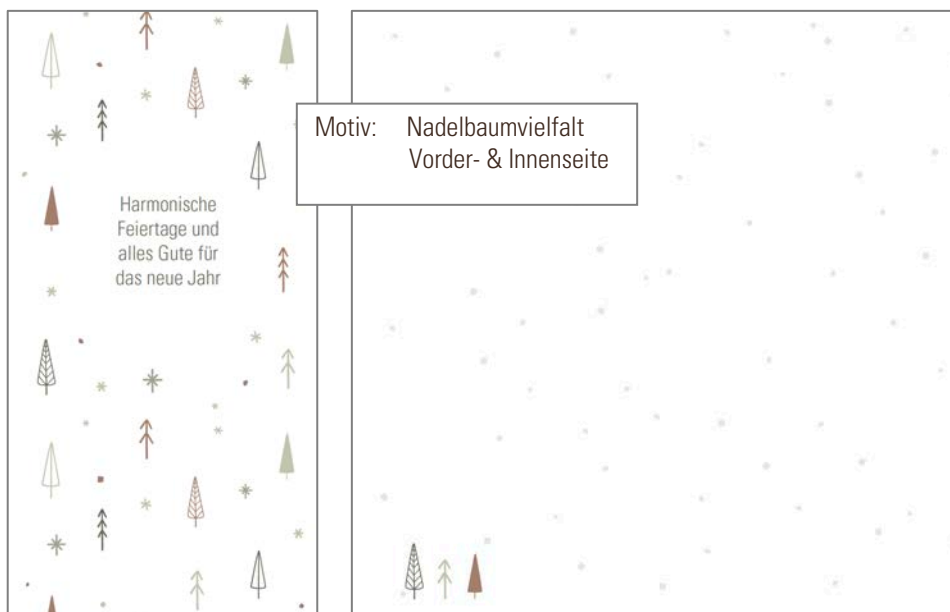 Motiv: Nadelbaumvielfalt
Vorder- & Innenseite
Harmonische
Feiertage und
alles Gute für
das neue Jahr